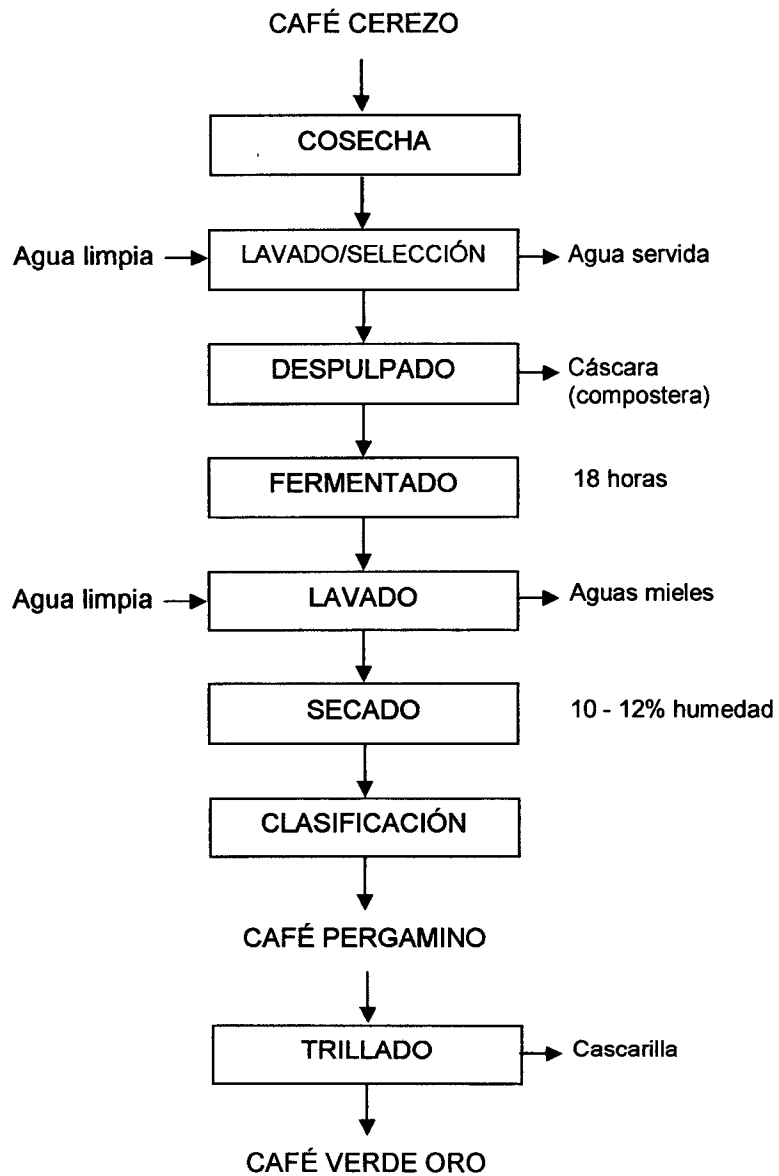 CAFÉ CEREZO
COSECHA
Agua limpia
LAVADO/SELECCIÓN
Agua servida
DESPULPADO
Cáscara
(compostera)
FERMENTADO
18 horas
Agua limpia
LAVADO
Aguas mieles
SECADO
10 - 12% humedad
CLASIFICACIÓN
CAFÉ PERGAMINO
TRILLADO
Cascarilla
CAFÉ VERDE ORO